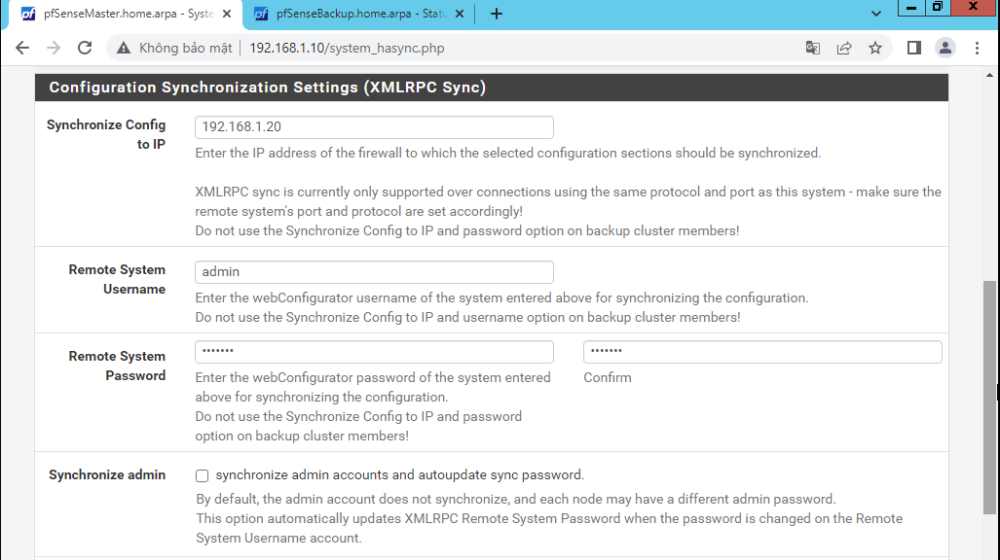 pfSenseMaster.home.arpa - Syste
pfSenseBackup.home.arpa - Statu
Không bảo mật
192.168.1.10/system_hasync.php
Configuration Synchronization Settings (XMLRPC Sync)
Synchronize Config to IP
192.168.1.20
Enter the IP address of the firewall to which the selected configuration sections should be synchronized.
XMLRPC sync is currently only supported over connections using the same protocol and port as this system - make sure the
remote system's port and protocol are set accordingly!
Do not use the Synchronize Config to IP and password option on backup cluster members!
Remote System
Username
admin
Enter the webConfigurator username of the system entered above for synchronizing the configuration.
Do not use the Synchronize Config to IP and username option on backup cluster members!
Remote System
Password
•••••••
•••••••
Enter the webConfigurator password of the system entered
above for synchronizing the configuration.
Do not use the Synchronize Config to IP and password
option on backup cluster members!
Confirm
Synchronize admin
synchronize admin accounts and autoupdate sync password.
By default, the admin account does not synchronize, and each node may have a different admin password.
This option automatically updates XMLRPC Remote System Password when the password is changed on the Remote
System Username account.